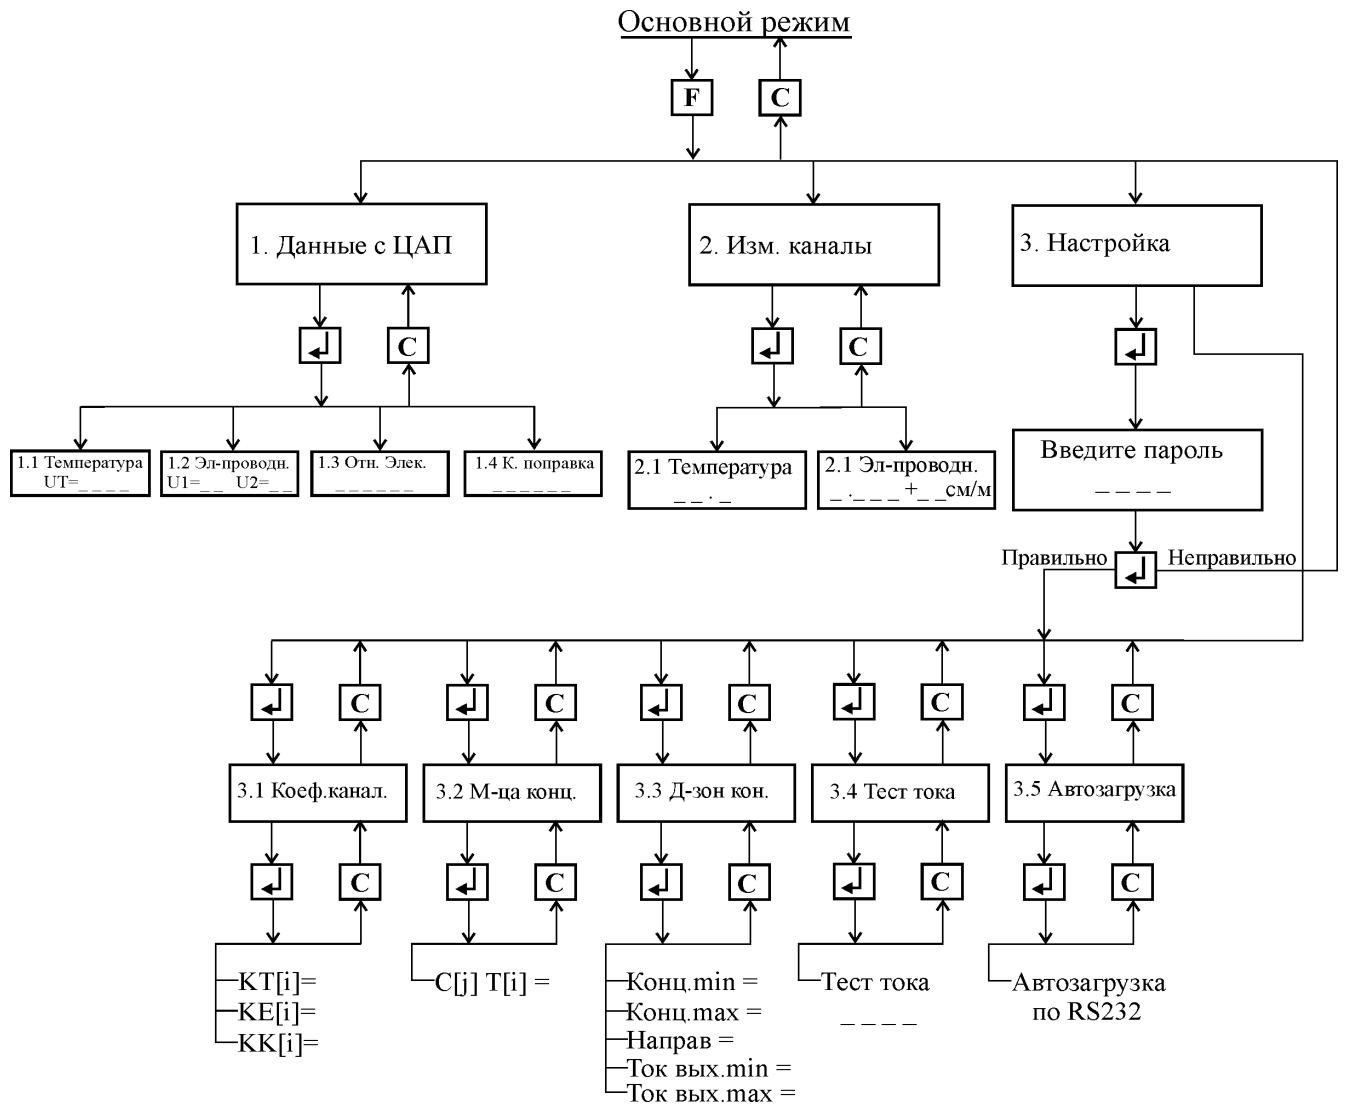 Основной режим
F
C
1. Данные с ЦАП
2. Изм. каналы
3. Настройка
C
C
1.1 Температура
UT=_ _ _ _
1.2 Эл-проводн.
U1=_ _ U2=_ _
1.3 Отн. Элек.
_ _ _ _ _ _
1.4 К. поправка
_ _ _ _ _ _
2.1 Температура
_ _ . _
2.1 Эл-проводн.
_ ._ _ _ +_ _см/м
Введите пароль
_ _ _ _
Правильно
Неправильно
C
C
C
C
C
3.1 Коеф.канал.
3.2 М-ца конц.
3.3 Д-зон кон.
3.4 Тест тока
3.5 Автозагрузка
C
C
C
C
C
KT[i]=
KE[i]=
KK[i]=
C[j] T[i] =
Конц.min =
Конц.max =
Направ =
Ток вых.min =
Ток вых.max =
Тест тока
_ _ _ _
Автозагрузка
по RS232